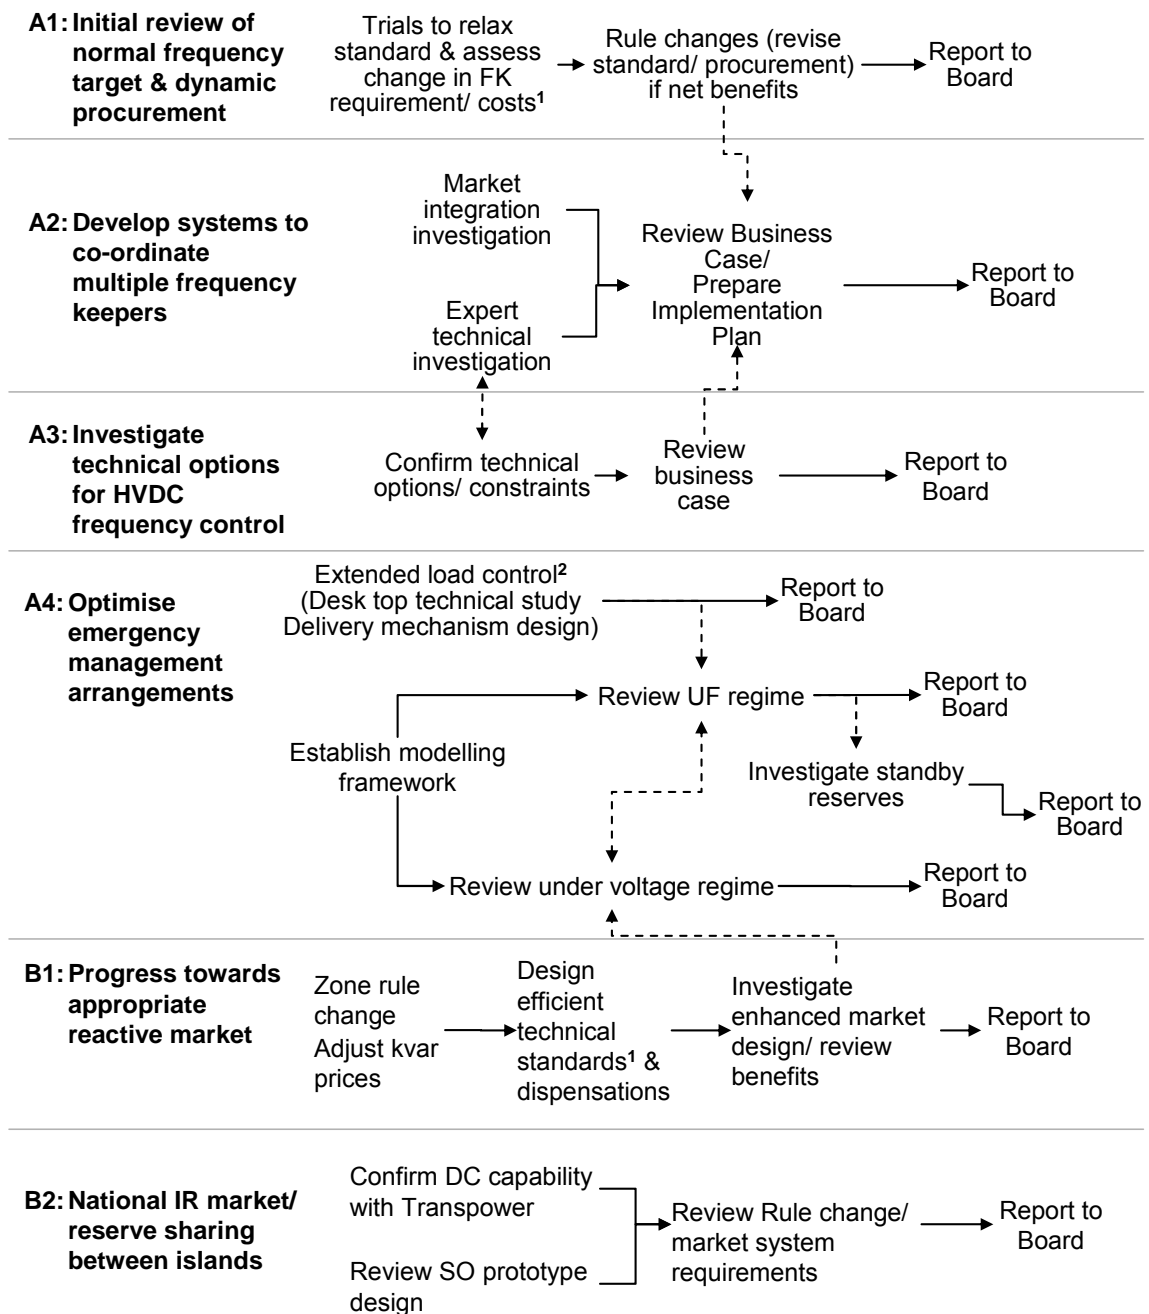 A1: Initial review of
normal frequency
target & dynamic
procurement
Trials to relax
standard & assess
change in FK
requirement/ costs¹
Rule changes (revise
standard/ procurement)
if net benefits
Report to
Board
A2: Develop systems to
co-ordinate
multiple frequency
keepers
Market
integration
investigation
Expert
technical
investigation
Review Business
Case/
Prepare
Implementation
Plan
Report to
Board
A3: Investigate
technical options
for HVDC
frequency control
Confirm technical
options/ constraints
Review
business
case
Report to
Board
A4: Optimise
emergency
management
arrangements
Extended load control²
(Desk top technical study
Delivery mechanism design)
Report to
Board
Review UF regime
Report to
Board
Establish modelling
framework
Investigate standby
reserves
Report to
Board
Review under voltage regime
Report to
Board
B1: Progress towards
appropriate
reactive market
Zone rule
change
Adjust kvar
prices
Design
efficient
technical
standards¹ &
dispensations
Investigate
enhanced market
design/ review
benefits
Report to
Board
B2: National IR market/
reserve sharing
between islands
Confirm DC capability
with Transpower
Review SO prototype
design
Review Rule change/
market system
requirements
Report to
Board